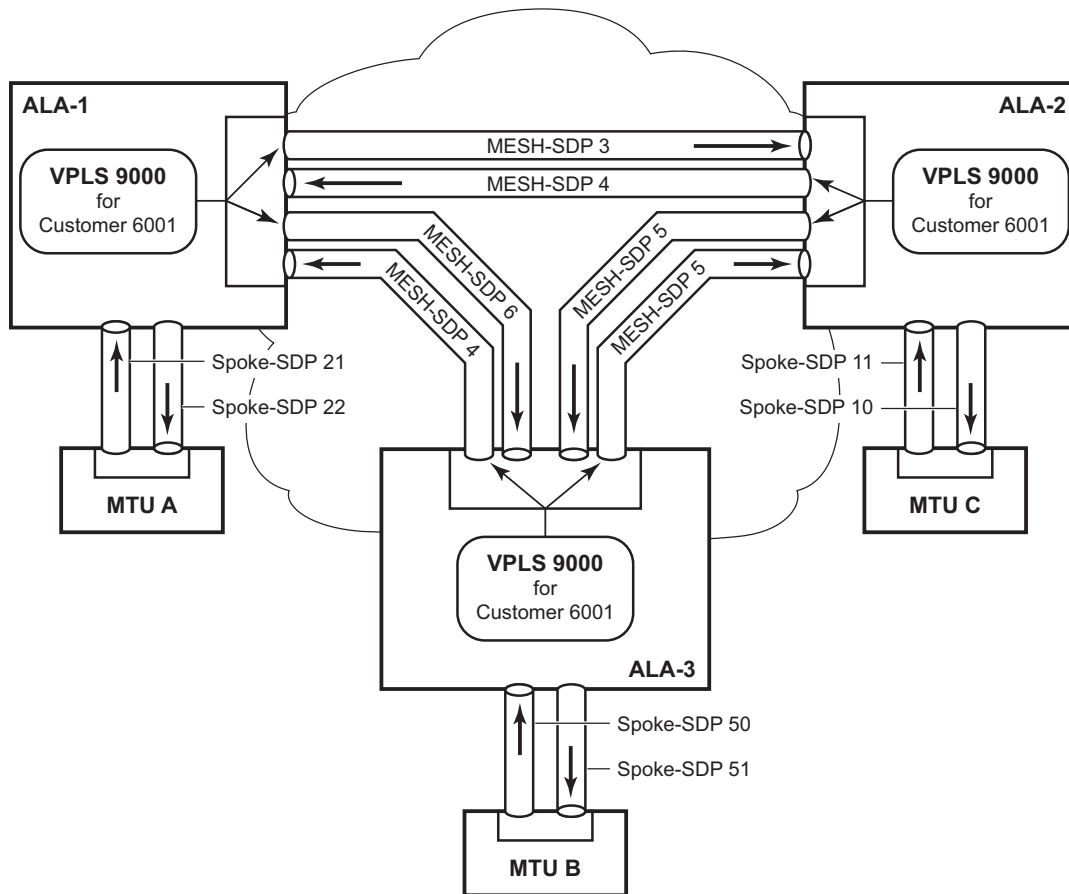 ALA-1
ALA-2
VPLS 9000
for
Customer 6001
VPLS 9000
for
Customer 6001
MESH-SDP 3
MESH-SDP 4
MESH-SDP 6
MESH-SDP 4
MESH-SDP 5
MESH-SDP 5
Spoke-SDP 21
Spoke-SDP 22
Spoke-SDP 11
Spoke-SDP 10
MTU A
MTU C
VPLS 9000
for
Customer 6001
ALA-3
Spoke-SDP 50
Spoke-SDP 51
MTU B